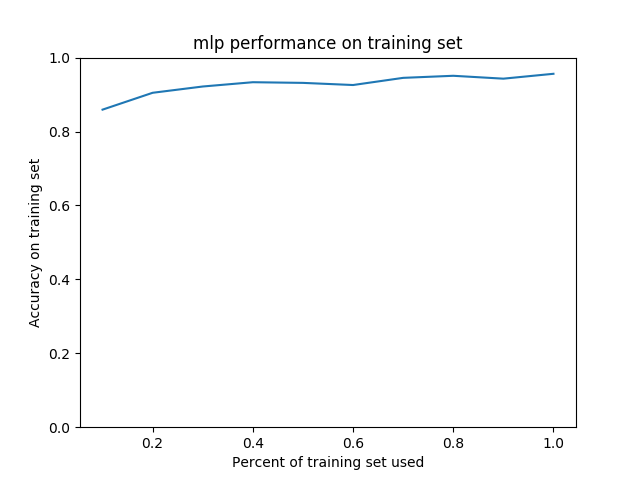 mlp performance on training set
1.0
0.8
0.6
0.4
0.2
0.0
Accuracy on training set
0.2 0.4 0.6 0.8 1.0
Percent of training set used